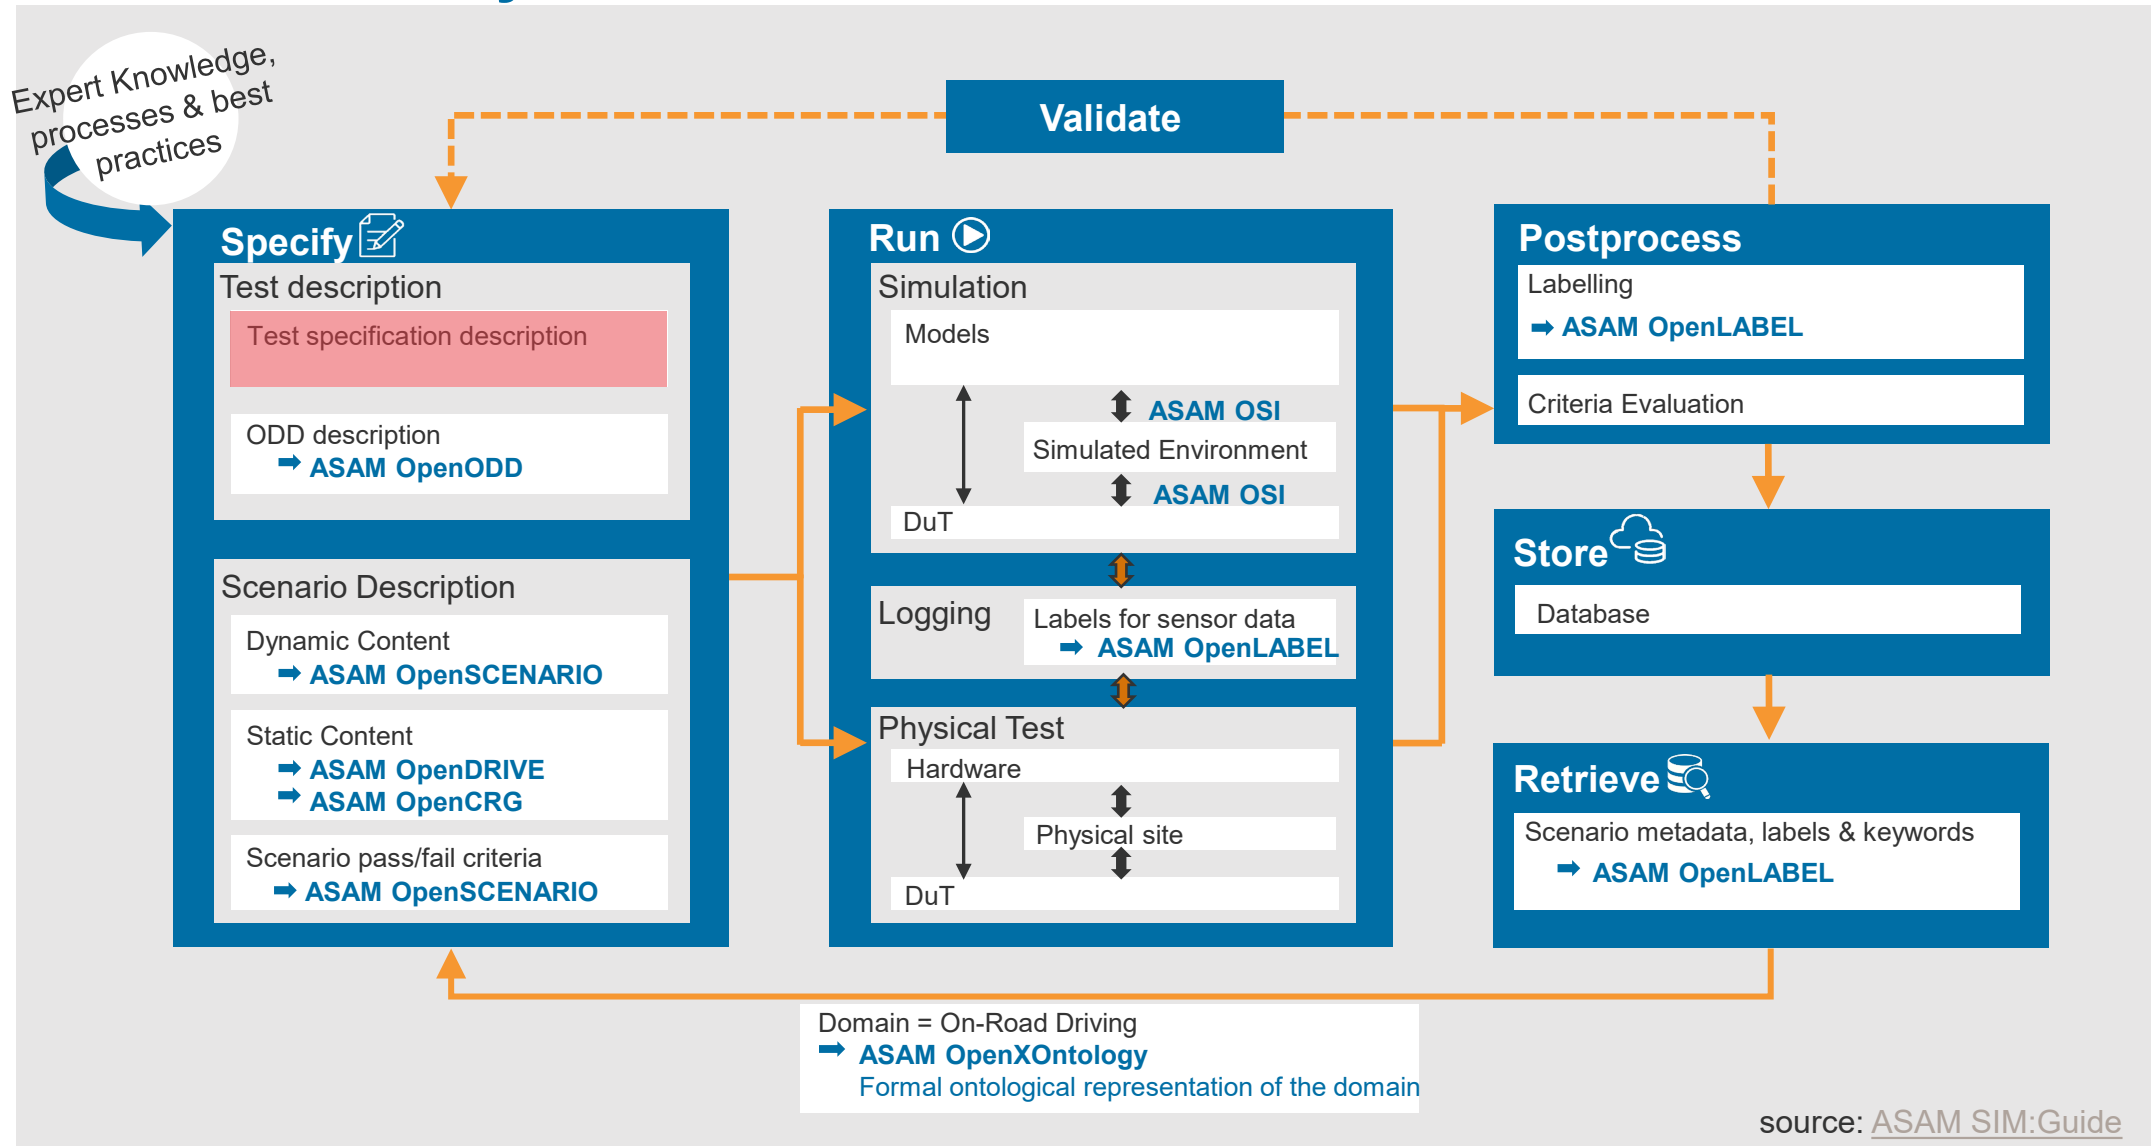 Expert Knowledge,
processes & best
practices
Validate
Specify
Test description
Test specification description
ODD description
ASAM OpenODD
Scenario Description
Dynamic Content
ASAM OpenSCENARIO
Static Content
ASAM OpenDRIVE
ASAM OpenCRG
Scenario pass/fail criteria
ASAM OpenSCENARIO
Run
Simulation
Models
ASAM OSI
Simulated Environment
ASAM OSI
DuT
Logging
Labels for sensor data
ASAM OpenLABEL
Physical Test
Hardware
Physical site
DuT
Postprocess
Labelling
ASAM OpenLABEL
Criteria Evaluation
Store
Database
Retrieve
Scenario metadata, labels & keywords
ASAM OpenLABEL
Domain = On-Road Driving
ASAM OpenXOntology
Formal ontological representation of the domain
source: ASAM SIM:Guide